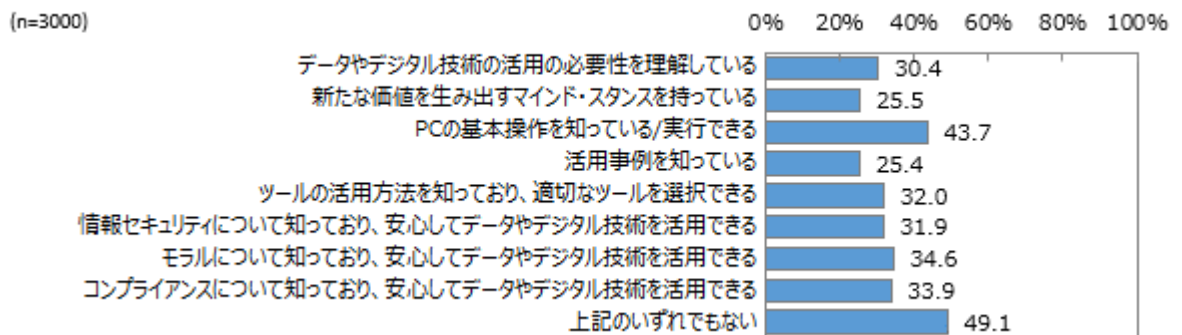 (n=3000)
0% 20% 40% 60% 80% 100%
データやデジタル技術の活用の必要性を理解している 30.4
新たな価値を生み出すマインド・スタンスを持っている 25.5
PCの基本操作を知っている/実行できる 43.7
活用事例を知っている 25.4
ツールの活用方法を知っており、適切なツールを選択できる 32.0
情報セキュリティについて知っており、安心してデータやデジタル技術を活用できる 31.9
モラルについて知っており、安心してデータやデジタル技術を活用できる 34.6
コンプライアンスについて知っており、安心してデータやデジタル技術を活用できる 33.9
上記のいずれでもない 49.1